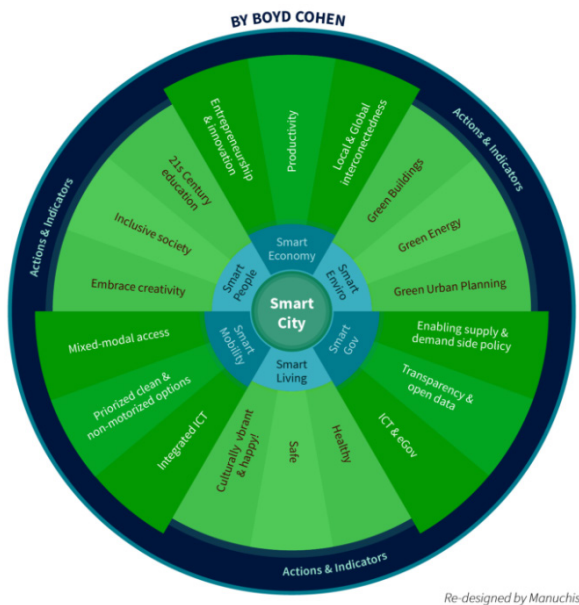 BY BOYD COHEN
Actions & Indicators
Actions & Indicators
Actions & Indicators
Entrepreneurship
& innovation
Productivity
Local & Global
interconectedness
Green Buildings
Green Energy
Green Urban Planning
Enabling supply &
demand side policy
Transparency &
open data
ICT & eGov
Healthy
Safe
Culturally vbrant
& happy!
Integrated ICT
Priorized clean &
non-motorized options
Mixed-modal access
Embrace creativity
Inclusive society
21s Century
education
Smart
Economy
Smart
Enviro
Smart
Gov
Smart
Living
Smart
Mobility
Smart
People
Smart
City
Re-designed by Manuchis